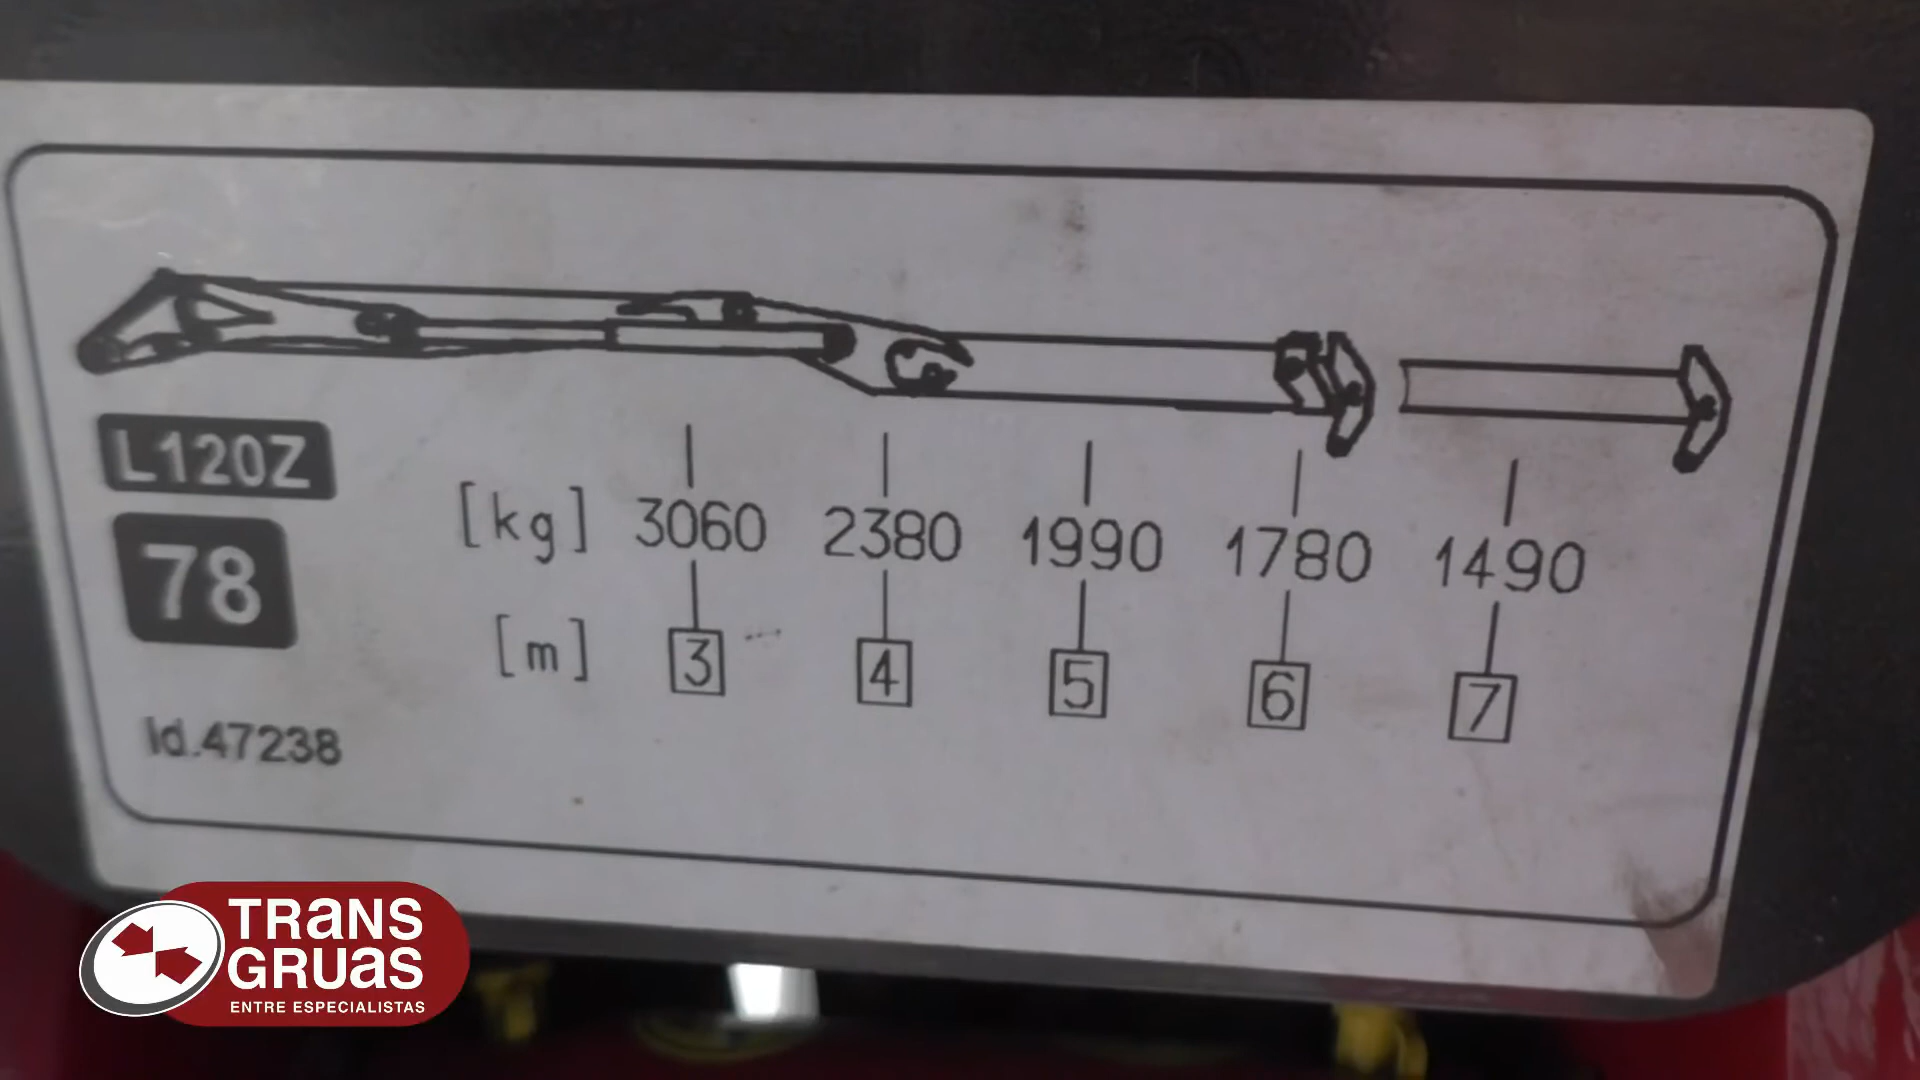 L120Z
78
[kg] 3060 2380 1990 1780 1490
[m] 3 4 5 6 7
Id.47238
TRANS
GRUAS
ENTRE ESPECIALISTAS